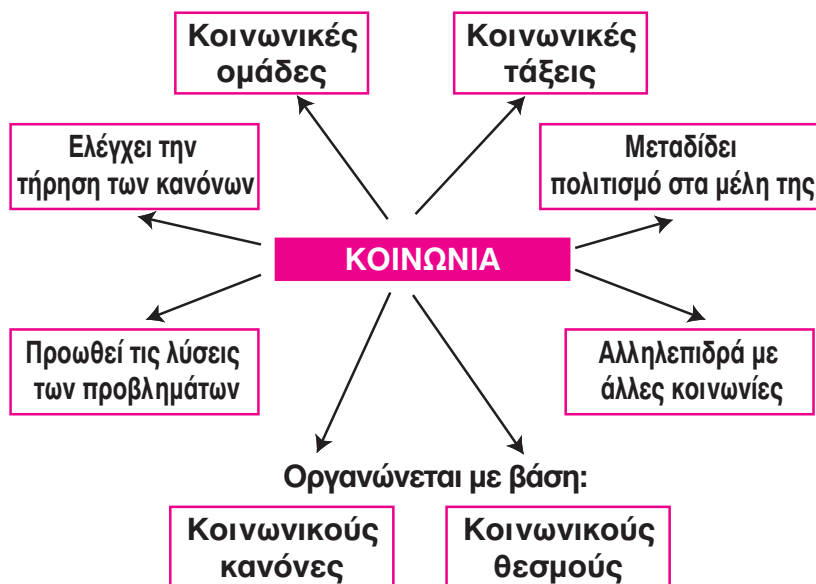 Κοινωνικές
ομάδες
Κοινωνικές
τάξεις
Ελέγχει την
τήρηση των κανόνων
Μεταδίδει
πολιτισμό στα μέλη της
ΚΟΙΝΩΝΙΑ
Προωθεί τις λύσεις
των προβλημάτων
Αλληλεπιδρά με
άλλες κοινωνίες
Οργανώνεται με βάση:
Κοινωνικούς
κανόνες
Κοινωνικούς
θεσμούς